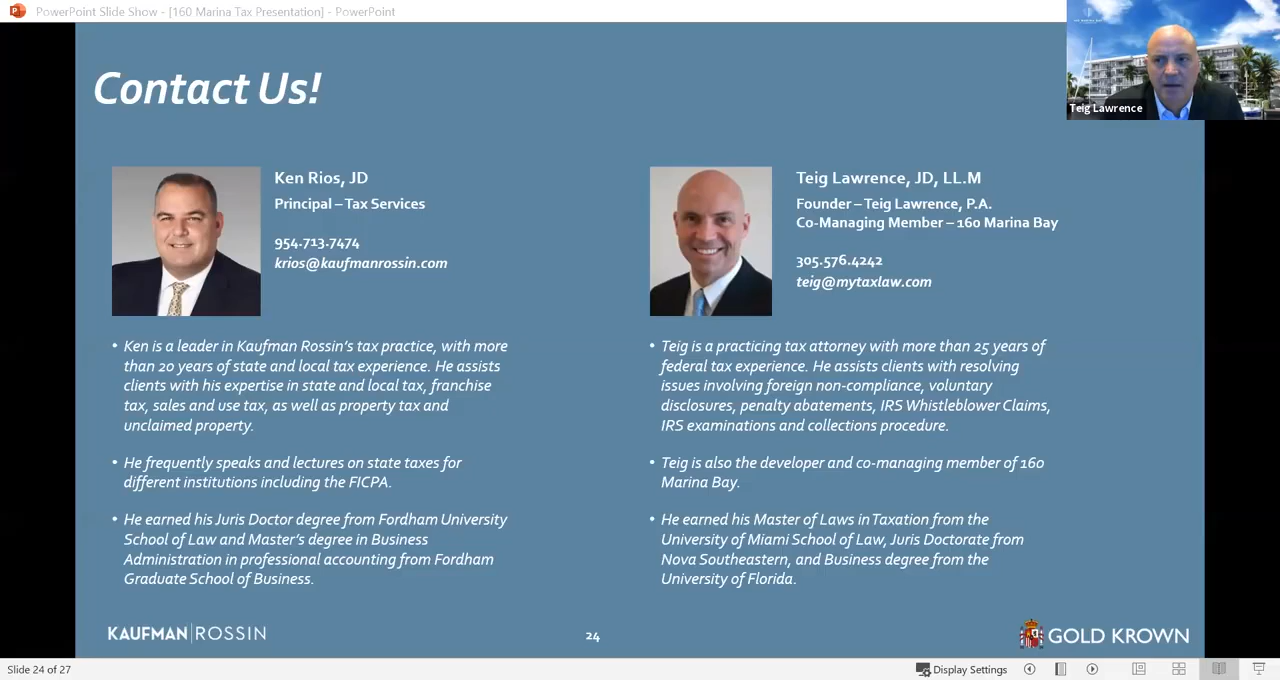 PowerPoint Slide Show - [160 Marina Tax Presentation] - PowerPoint
Teig Lawrence
Contact Us!
Ken Rios, JD
Principal – Tax Services
954.713.7474
krios@kaufmanrossin.com
• Ken is a leader in Kaufman Rossin's tax practice, with more
than 20 years of state and local tax experience. He assists
clients with his expertise in state and local tax, franchise
tax, sales and use tax, as well as property tax and
unclaimed property.
• He frequently speaks and lectures on state taxes for
different institutions including the FICPA.
• He earned his Juris Doctor degree from Fordham University
School of Law and Master's degree in Business
Administration in professional accounting from Fordham
Graduate School of Business.
Teig Lawrence, JD, LL.M
Founder – Teig Lawrence, P.A.
Co-Managing Member – 160 Marina Bay
305.576.4242
teig@mytaxlaw.com
• Teig is a practicing tax attorney with more than 25 years of
federal tax experience. He assists clients with resolving
issues involving foreign non-compliance, voluntary
disclosures, penalty abatements, IRS Whistleblower Claims,
IRS examinations and collections procedure.
• Teig is also the developer and co-managing member of 160
Marina Bay.
• He earned his Master of Laws in Taxation from the
University of Miami School of Law, Juris Doctorate from
Nova Southeastern, and Business degree from the
University of Florida.
KAUFMAN|ROSSIN
24
GOLD KROWN
Slide 24 of 27
Display Settings